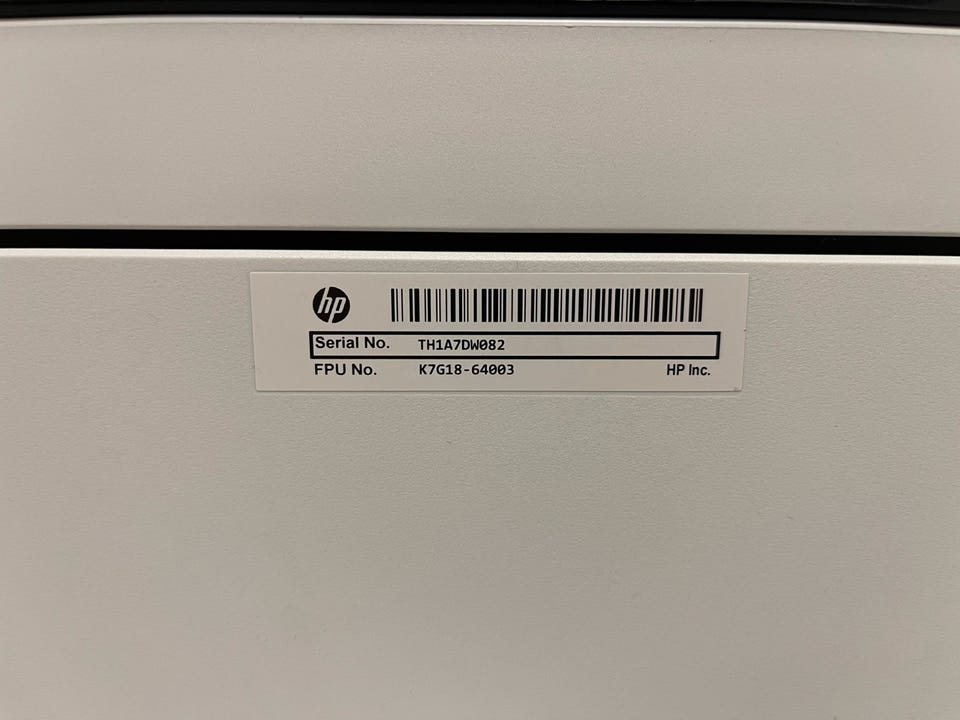 hp
Serial No. TH1A7DW082
FPU No. K7G18-64003 HP Inc.